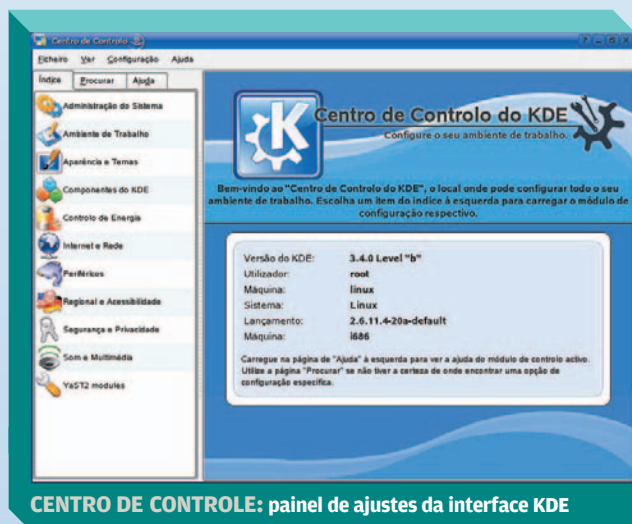 Centro de Controlo
Ficheiro Ver Configuração Ajuda
Índice Procurar Ajuda
Administração do Sistema
Ambiente de Trabalho
Aparência e Temas
Componentes do KDE
Controlo de Energia
Internet e Rede
Periféricos
Regional e Acessibilidade
Segurança e Privacidade
Som e Multimédia
YaST2 modules
Centro de Controlo do KDE
Configure o seu ambiente de trabalho.
Bem-vindo ao "Centro de Controlo do KDE", o local onde pode configurar todo o seu
ambiente de trabalho. Escolha um item do índice à esquerda para carregar o módulo de
configuração respectivo.
Versão do KDE: 3.4.0 Level "b"
Utilizador: root
Máquina: linux
Sistema: Linux
Lançamento: 2.6.11.4-20a-default
Máquina: i686
Carregue na página de "Ajuda" à esquerda para ver a ajuda do módulo de controlo activo.
Utilize a página "Procurar" se não tiver a certeza de onde encontrar uma opção de
configuração específica.
CENTRO DE CONTROLE: painel de ajustes da interface KDE